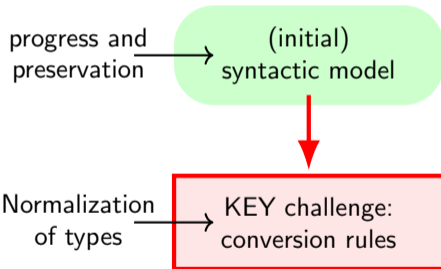 progress and
preservation
(initial)
syntactic model
Normalization
of types
KEY challenge:
conversion rules